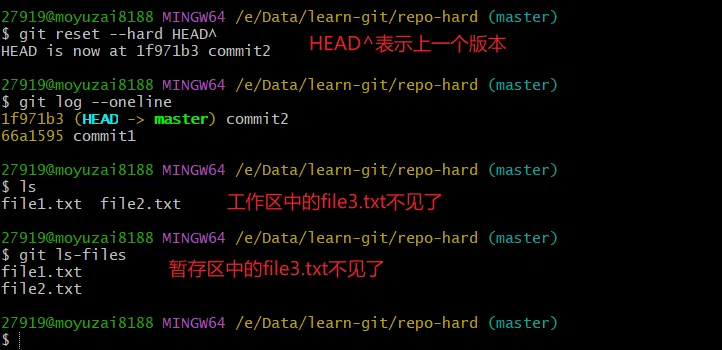 27919@moyuzai8188 MINGW64 /e/Data/learn-git/repo-hard (master)
$ git reset --hard HEAD^
HEAD is now at 1f971b3 commit2
HEAD^表示上一个版本
27919@moyuzai8188 MINGW64 /e/Data/learn-git/repo-hard (master)
$ git log --oneline
1f971b3 (HEAD -> master) commit2
66a1595 commit1
27919@moyuzai8188 MINGW64 /e/Data/learn-git/repo-hard (master)
$ ls
file1.txt  file2.txt
工作区中的file3.txt不见了
27919@moyuzai8188 MINGW64 /e/Data/learn-git/repo-hard (master)
$ git ls-files
file1.txt
暂存区中的file3.txt不见了
file2.txt
27919@moyuzai8188 MINGW64 /e/Data/learn-git/repo-hard (master)
$